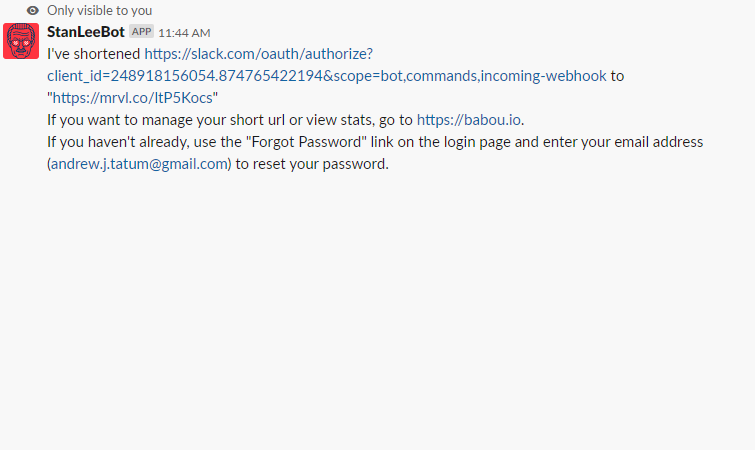 Only visible to you
StanLeeBot APP 11:44 AM
I've shortened https://slack.com/oauth/authorize?
client_id=248918156054.874765422194&scope=bot,commands,incoming-webhook to
"https://mrvl.co/ItP5Kocs"
If you want to manage your short url or view stats, go to https://babou.io.
If you haven't already, use the "Forgot Password" link on the login page and enter your email address
(andrew.j.tatum@gmail.com) to reset your password.